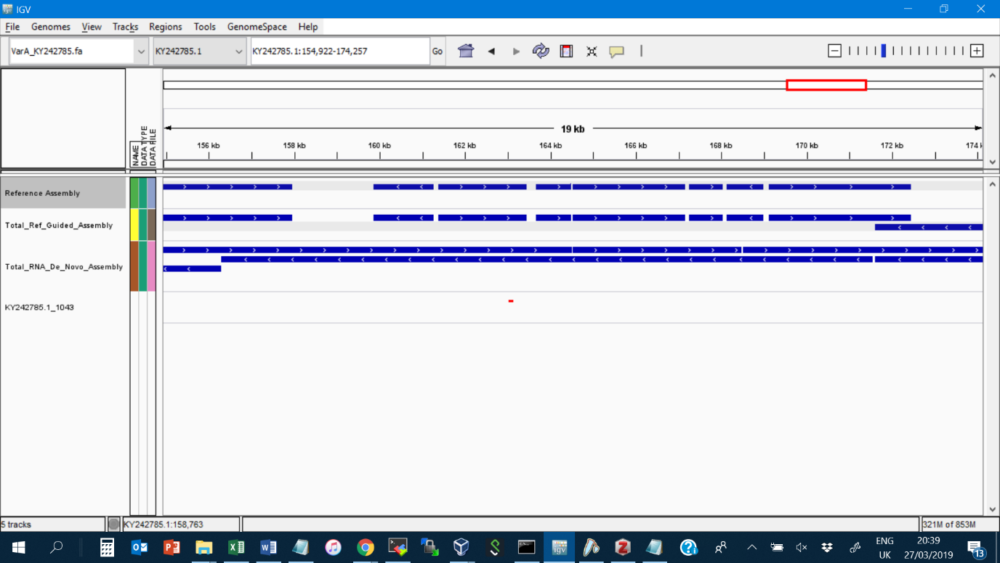 IGV
File Genomes View Tracks Regions Tools GenomeSpace Help
VarA_KY242785.fa KY242785.1 KY242785.1:154,922-174,257 Go
NAME
DATA TYPE
DATA FILE
19 kb
156 kb 158 kb 160 kb 162 kb 164 kb 166 kb 168 kb 170 kb 172 kb 174 k
Reference Assembly
Total_Ref_Guided_Assembly
Total_RNA_De_Novo_Assembly
KY242785.1_1043
5 tracks KY242785.1:158,763 321M of 853M
ENG 20:39
UK 27/03/2019 13